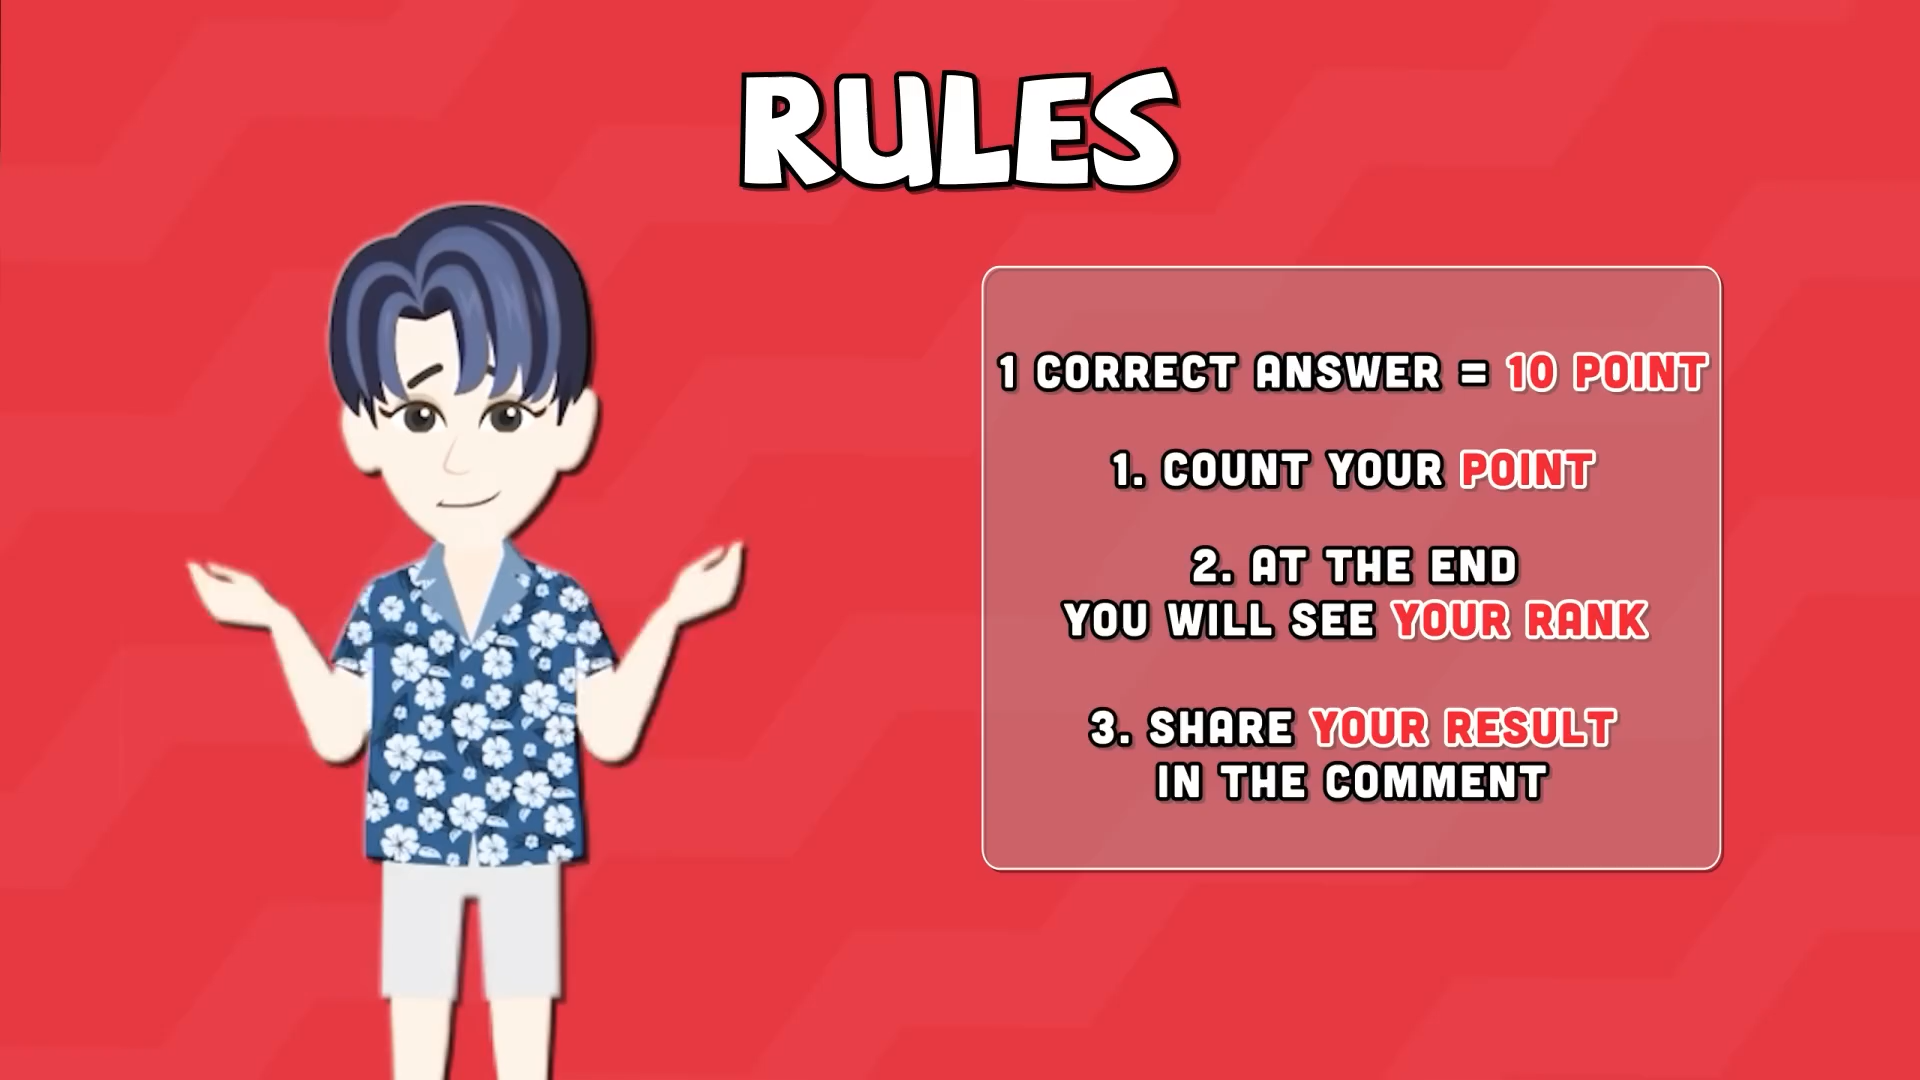 RULES
1 CORRECT ANSWER = 10 POINT
1. COUNT YOUR POINT
2. AT THE END
YOU WILL SEE YOUR RANK
3. SHARE YOUR RESULT
IN THE COMMENT